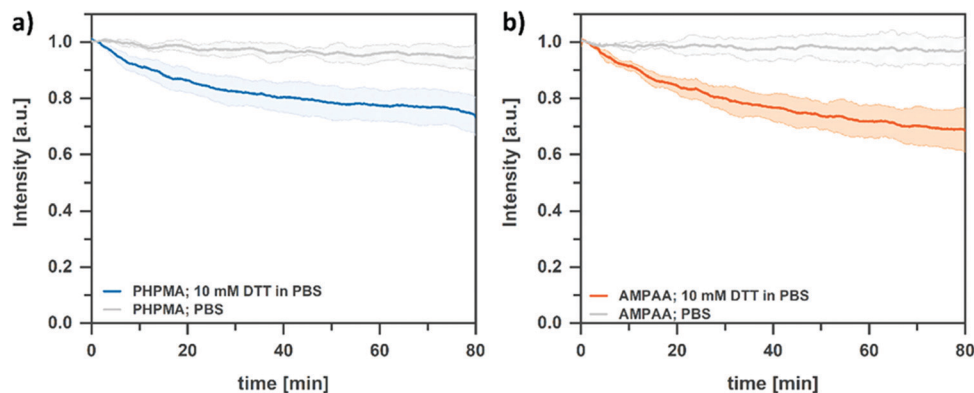 a)
Intensity [a.u.]
1.0
0.8
0.6
0.4
0.2
0.0
PHPMA; 10 mM DTT in PBS
PHPMA; PBS
0 20 40 60 80
time [min]
b)
Intensity [a.u.]
1.0
0.8
0.6
0.4
0.2
0.0
AMPAA; 10 mM DTT in PBS
AMPAA; PBS
0 20 40 60 80
time [min]